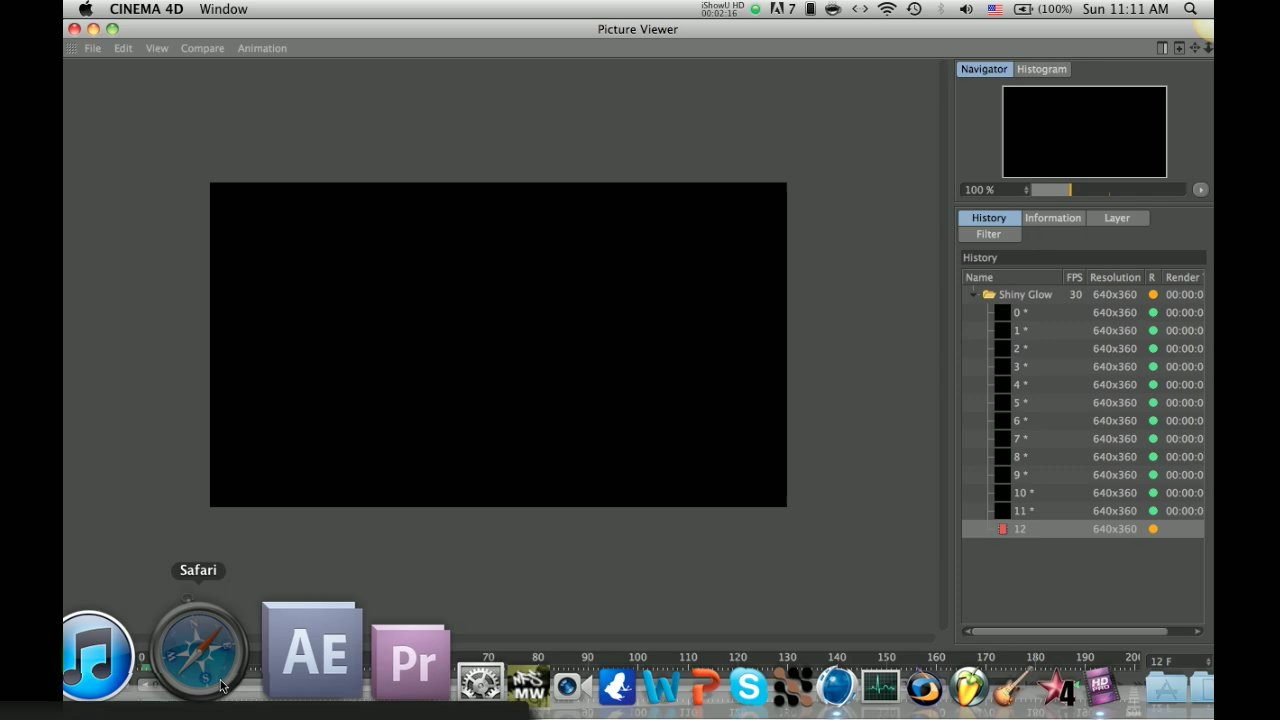 CINEMA 4D Window iShowU HD 00:02:16 7 (100%) Sun 11:11 AM
Picture Viewer
File Edit View Compare Animation
Navigator Histogram
100 %
History Information Layer
Filter
History
Name FPS Resolution R Render
Shiny Glow 30 640x360 00:00:0
0 * 640x360 00:00:0
1 * 640x360 00:00:0
2 * 640x360 00:00:0
3 * 640x360 00:00:0
4 * 640x360 00:00:0
5 * 640x360 00:00:0
6 * 640x360 00:00:0
7 * 640x360 00:00:0
8 * 640x360 00:00:0
9 * 640x360 00:00:0
10 * 640x360 00:00:0
11 * 640x360 00:00:0
12 640x360
Safari
0 70 80 90 100 110 120 130 140 150 160 170 180 190 200 12 F
AE Pr MW W P S 4 HD PRO